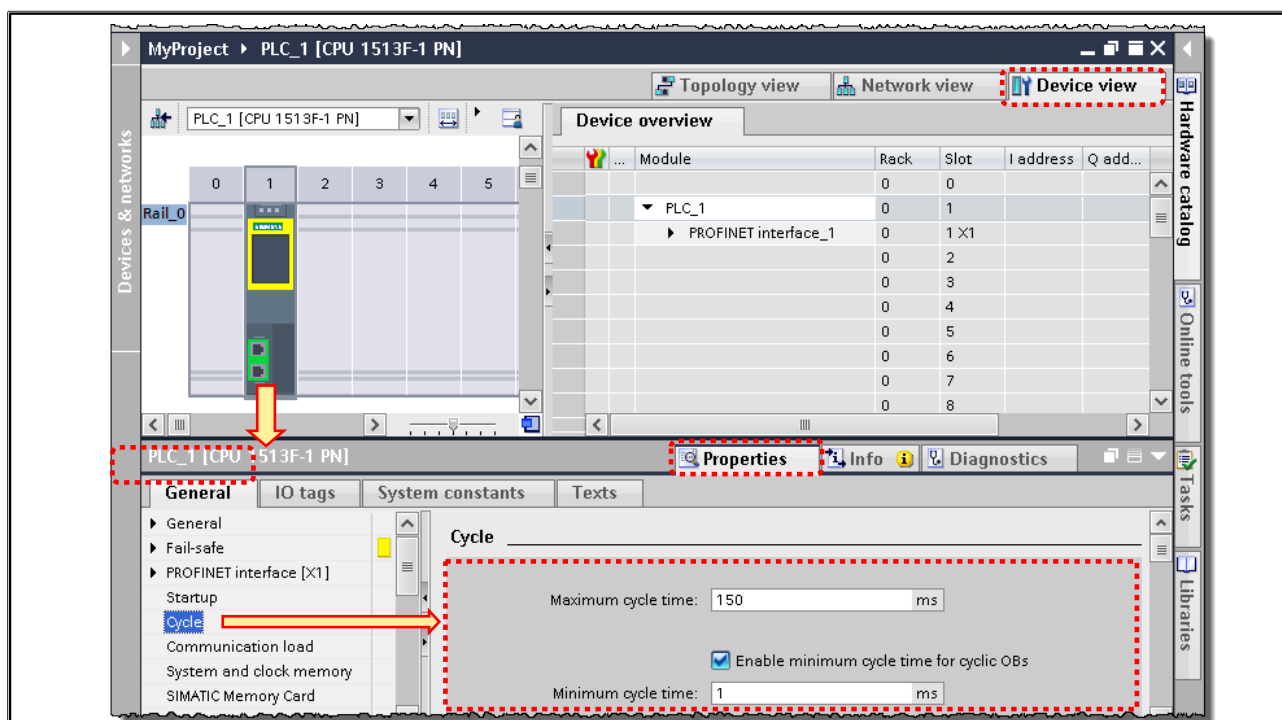 MyProject ▸ PLC_1 [CPU 1513F-1 PN]
Topology view Network view Device view
PLC_1 [CPU 1513F-1 PN]
Device overview
... Module Rack Slot I address Q add...
0 0
PLC_1 0 1
PROFINET interface_1 0 1 X1
0 2
0 3
0 4
0 5
0 6
0 7
0 8
0 1 2 3 4 5
Rail_0
SIEMENS
Devices & networks
Hardware catalog
Online tools
Tasks
Libraries
PLC_1 [CPU 1513F-1 PN]
Properties Info Diagnostics
General IO tags System constants Texts
General
Fail-safe
PROFINET interface [X1]
Startup
Cycle
Communication load
System and clock memory
SIMATIC Memory Card
Cycle
Maximum cycle time: 150 ms
Enable minimum cycle time for cyclic OBs
Minimum cycle time: 1 ms